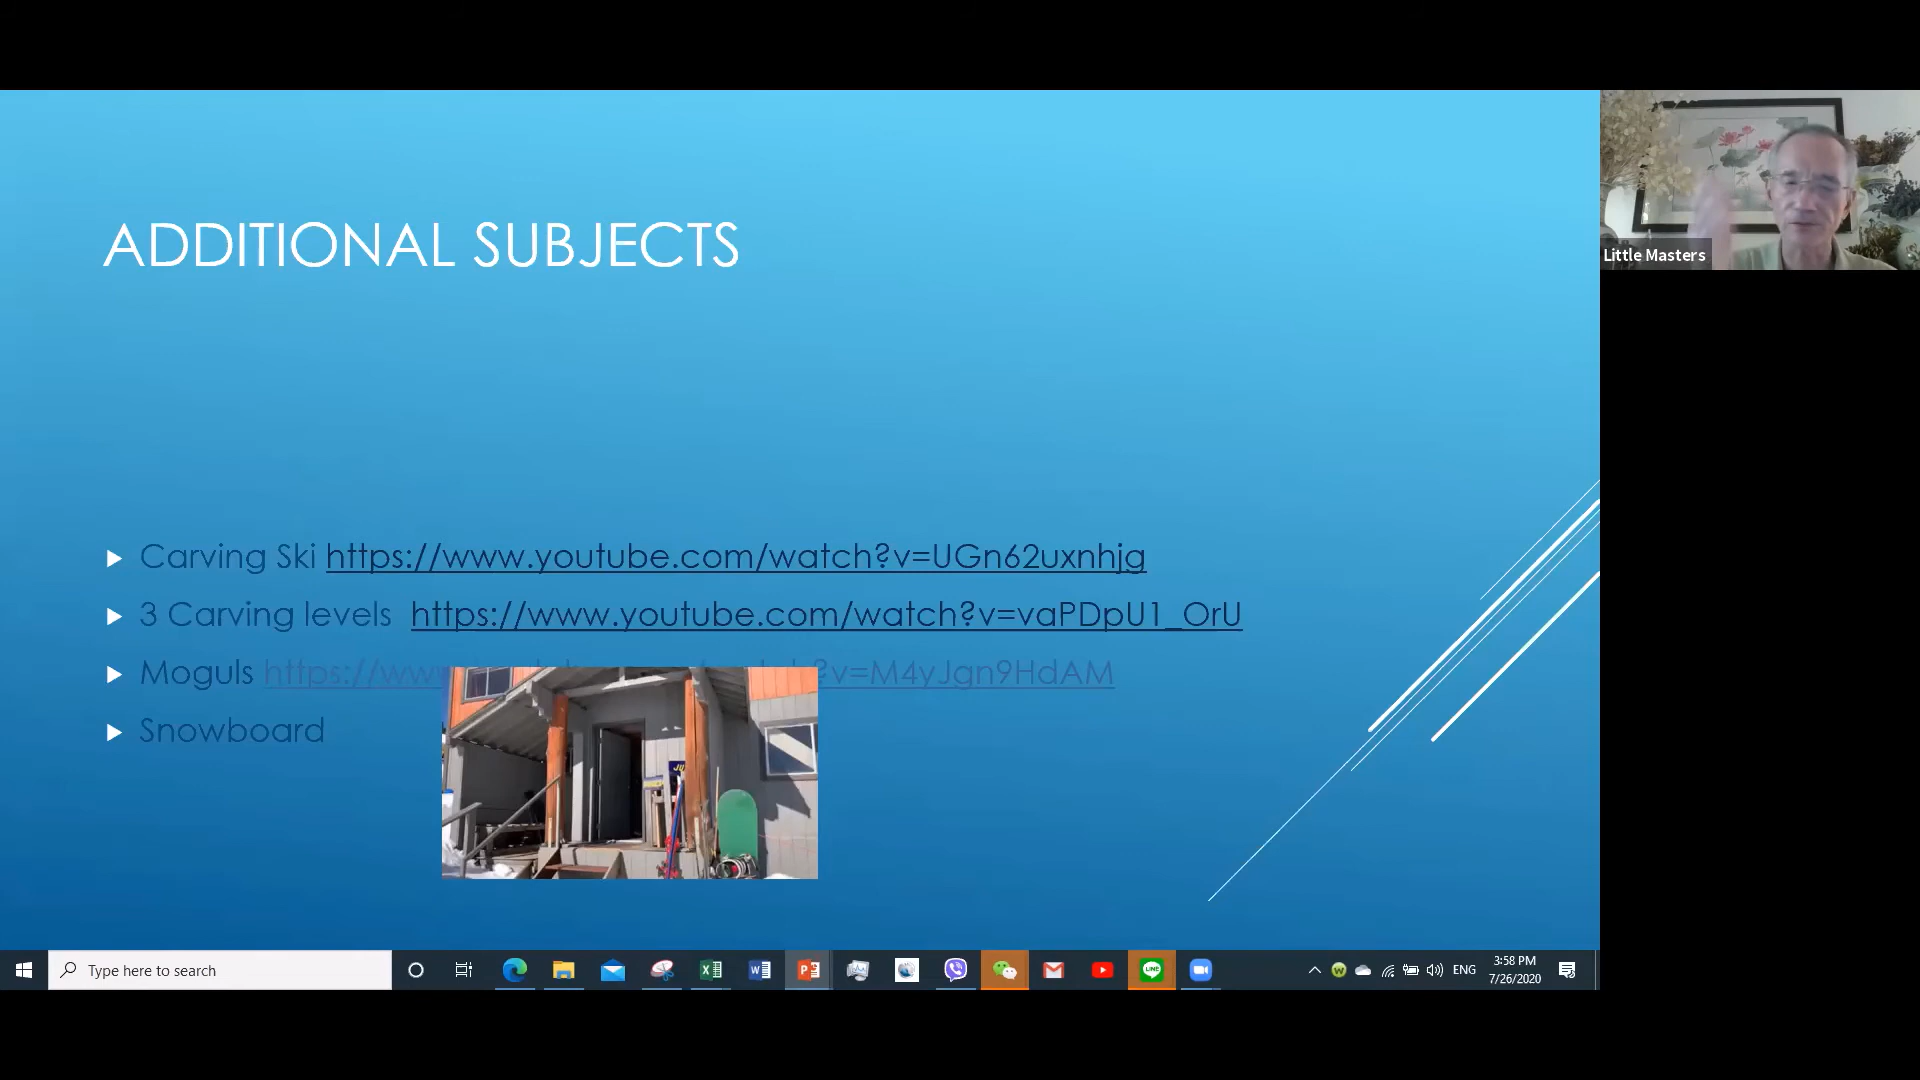 ADDITIONAL SUBJECTS
Carving Ski https://www.youtube.com/watch?v=UGn62uxnhjg
3 Carving levels https://www.youtube.com/watch?v=vaPDpU1_OrU
Moguls https://www ?v=M4yJgn9HdAM
Snowboard
Little Masters
Type here to search
ENG
3:58 PM
7/26/2020